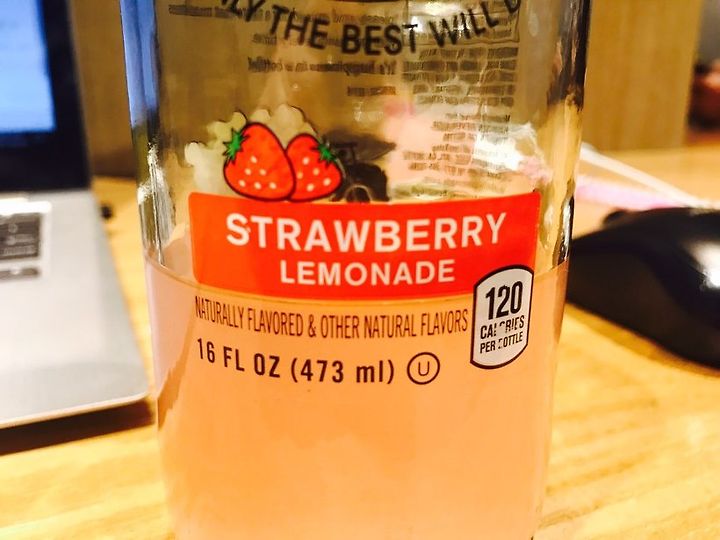 THE BEST WILL
STRAWBERRY
LEMONADE
NATURALLY FLAVORED & OTHER NATURAL FLAVORS
16 FL OZ (473 ml) U
120
CALORIES
PER BOTTLE